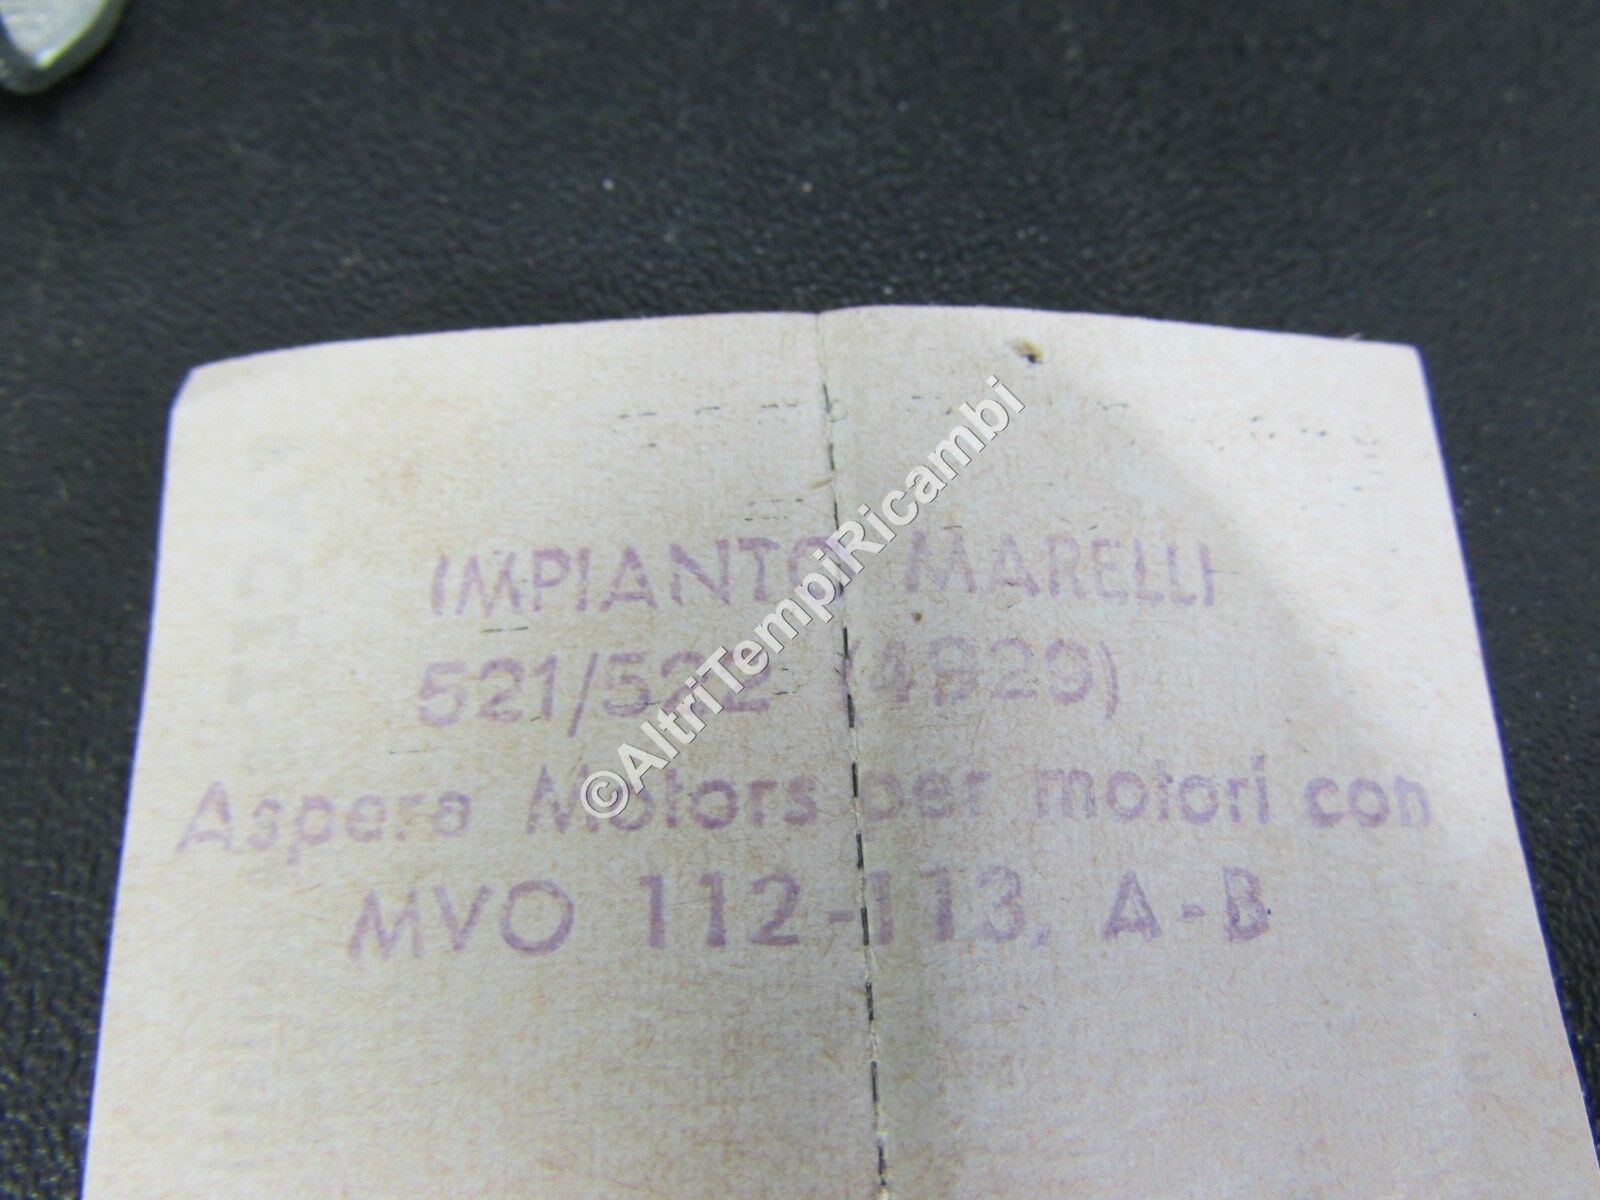 IMPIANTO MARELLI
521/522 (4929)
Aspera Motors per motori con
MVO 112-113, A-B
©AltriTempiRicambi